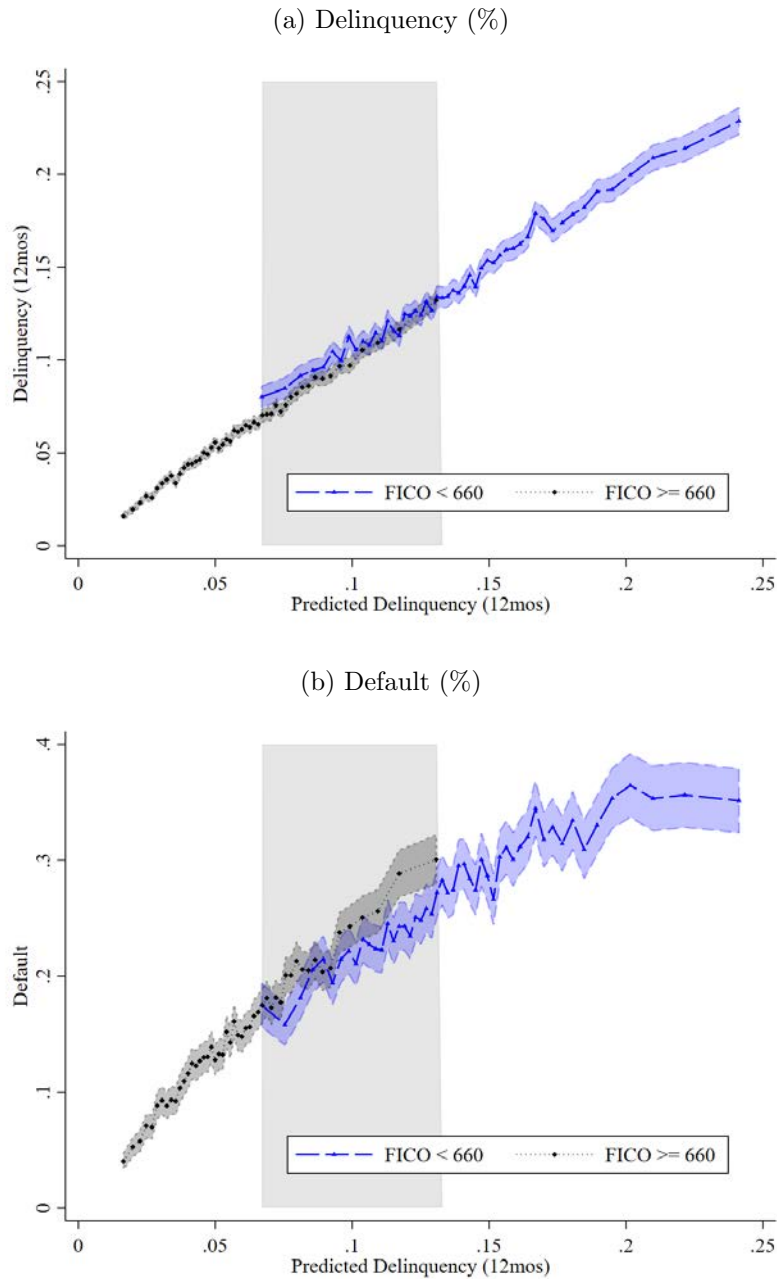 (a) Delinquency (%)
.25
.2
.15
.1
.05
0
Delinquency (12mos)
FICO < 660
FICO >= 660
0
.05
.1
.15
.2
.25
Predicted Delinquency (12mos)
(b) Default (%)
.4
.3
.2
.1
0
Default
FICO < 660
FICO >= 660
0
.05
.1
.15
.2
.25
Predicted Delinquency (12mos)